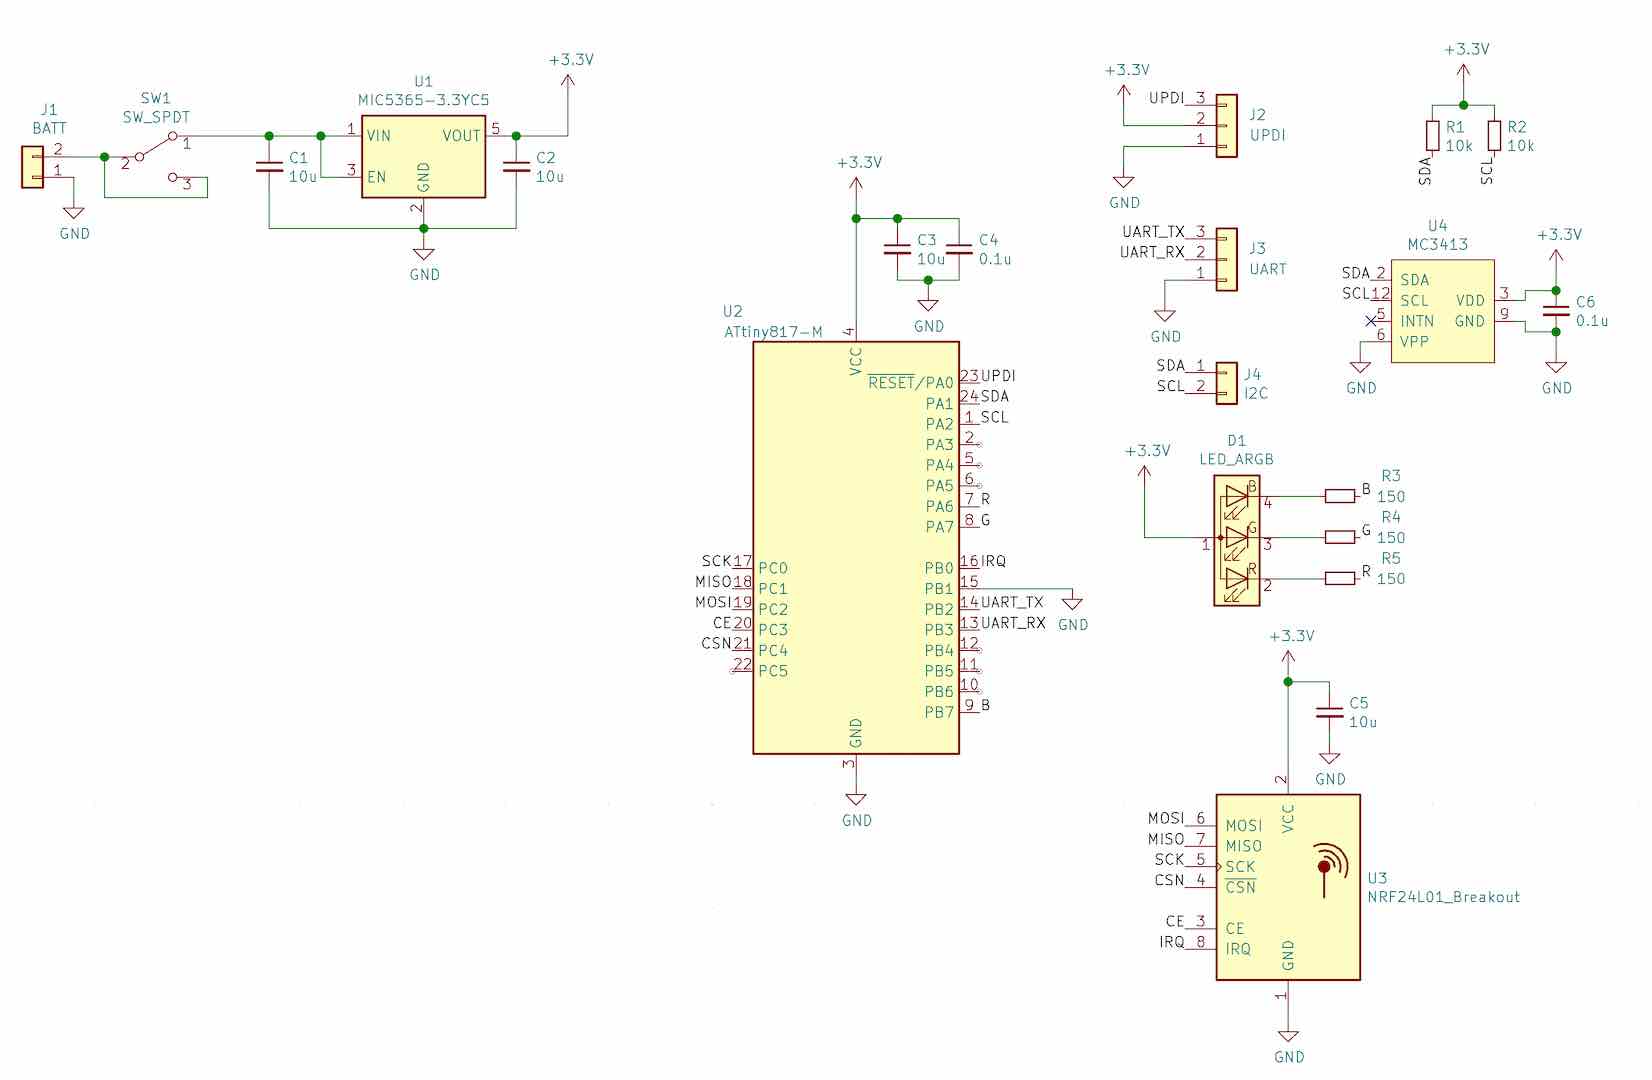 J1
BATT
2
1
GND
SW1
SW_SPDT
1
2
3
C1
10u
U1
MIC5365-3.3YC5
1
VIN
VOUT
5
3
EN
GND
2
GND
C2
10u
+3.3V
+3.3V
C3
10u
C4
0.1u
GND
U2
ATtiny817-M
4
VCC
RESET/PA0
23
UPDI
PA1
24
SDA
PA2
1
SCL
PA3
2
PA4
5
PA5
6
PA6
7
R
PA7
8
G
SCK
17
PC0
PB0
16
IRQ
MISO
18
PC1
PB1
15
MOSI
19
PC2
PB2
14
UART_TX
CE
20
PC3
PB3
13
UART_RX
CSN
21
PC4
PB4
12
22
PC5
PB5
11
PB6
10
PB7
9
B
GND
GND
3
GND
+3.3V
UPDI
3
2
1
J2
UPDI
GND
UART_TX
3
UART_RX
2
1
J3
UART
GND
SDA
1
SCL
2
J4
I2C
+3.3V
R1
10k
R2
10k
SDA
SCL
U4
MC3413
+3.3V
SDA
2
SDA
SCL
12
SCL
5
INTN
6
VPP
VDD
3
GND
9
C6
0.1u
GND
GND
+3.3V
D1
LED_ARGB
B
4
G
3
R
2
1
B
R3
150
G
R4
150
R
R5
150
+3.3V
C5
10u
GND
2
VCC
MOSI
6
MOSI
MISO
7
MISO
SCK
5
SCK
CSN
4
CSN
CE
3
CE
IRQ
8
IRQ
U3
NRF24L01_Breakout
GND
1
GND